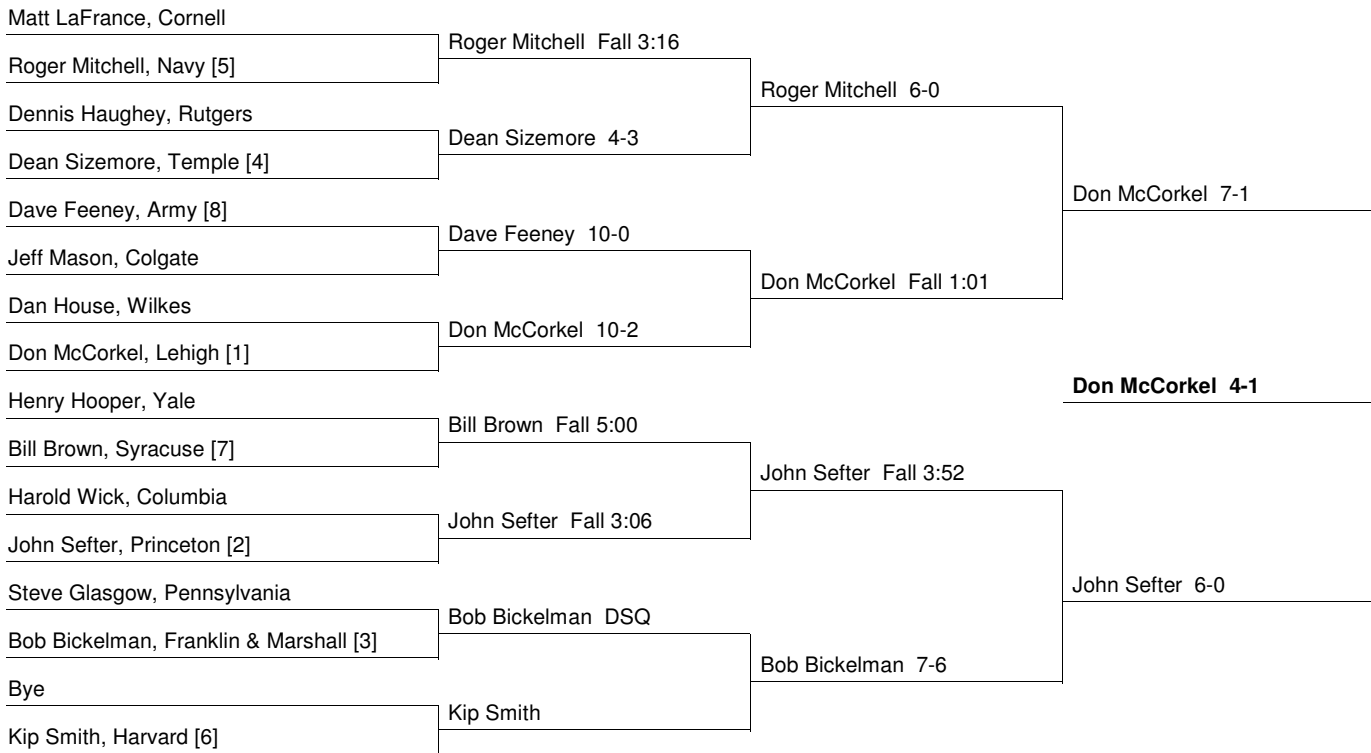 Matt LaFrance, Cornell
Roger Mitchell  Fall 3:16
Roger Mitchell, Navy [5]
Roger Mitchell  6-0
Dennis Haughey, Rutgers
Dean Sizemore  4-3
Dean Sizemore, Temple [4]
Don McCorkel  7-1
Dave Feeney, Army [8]
Dave Feeney  10-0
Jeff Mason, Colgate
Don McCorkel  Fall 1:01
Dan House, Wilkes
Don McCorkel  10-2
Don McCorkel, Lehigh [1]
Don McCorkel  4-1
Henry Hooper, Yale
Bill Brown  Fall 5:00
Bill Brown, Syracuse [7]
John Sefter  Fall 3:52
Harold Wick, Columbia
John Sefter  Fall 3:06
John Sefter, Princeton [2]
John Sefter  6-0
Steve Glasgow, Pennsylvania
Bob Bickelman  DSQ
Bob Bickelman, Franklin & Marshall [3]
Bob Bickelman  7-6
Bye
Kip Smith
Kip Smith, Harvard [6]